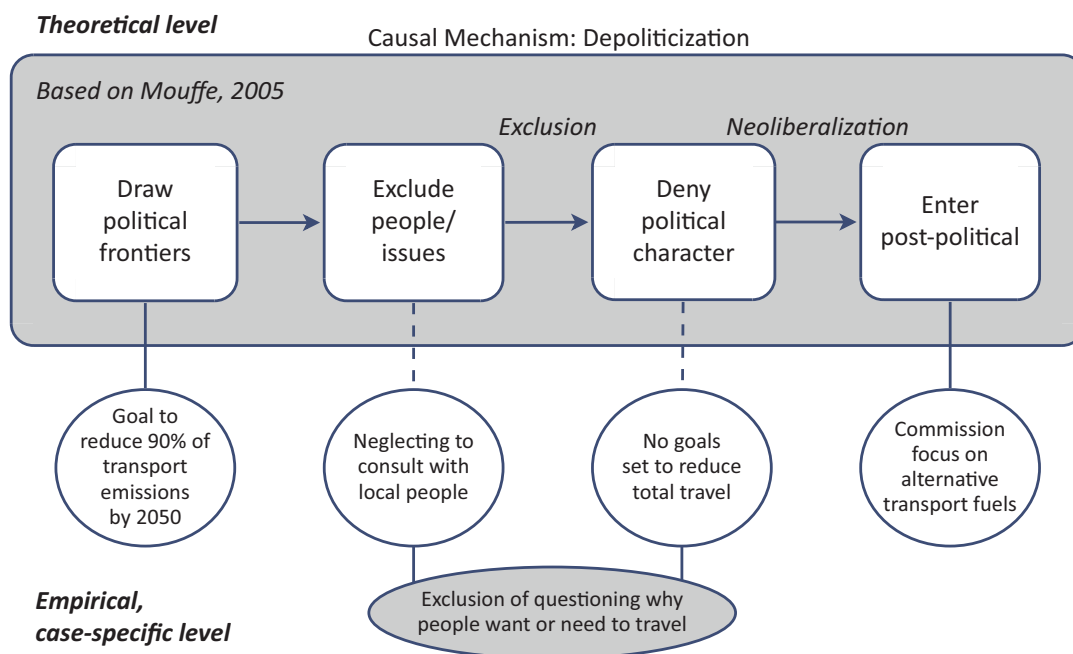 Theoretical level
Causal Mechanism: Depoliticization
Based on Mouffe, 2005
Exclusion
Neoliberalization
Draw
political
frontiers
Exclude
people/
issues
Deny
political
character
Enter
post-political
Goal to
reduce 90% of
transport
emissions
by 2050
Neglecting to
consult with
local people
No goals
set to reduce
total travel
Commission
focus on
alternative
transport fuels
Exclusion of questioning why
people want or need to travel
Empirical,
case-specific level